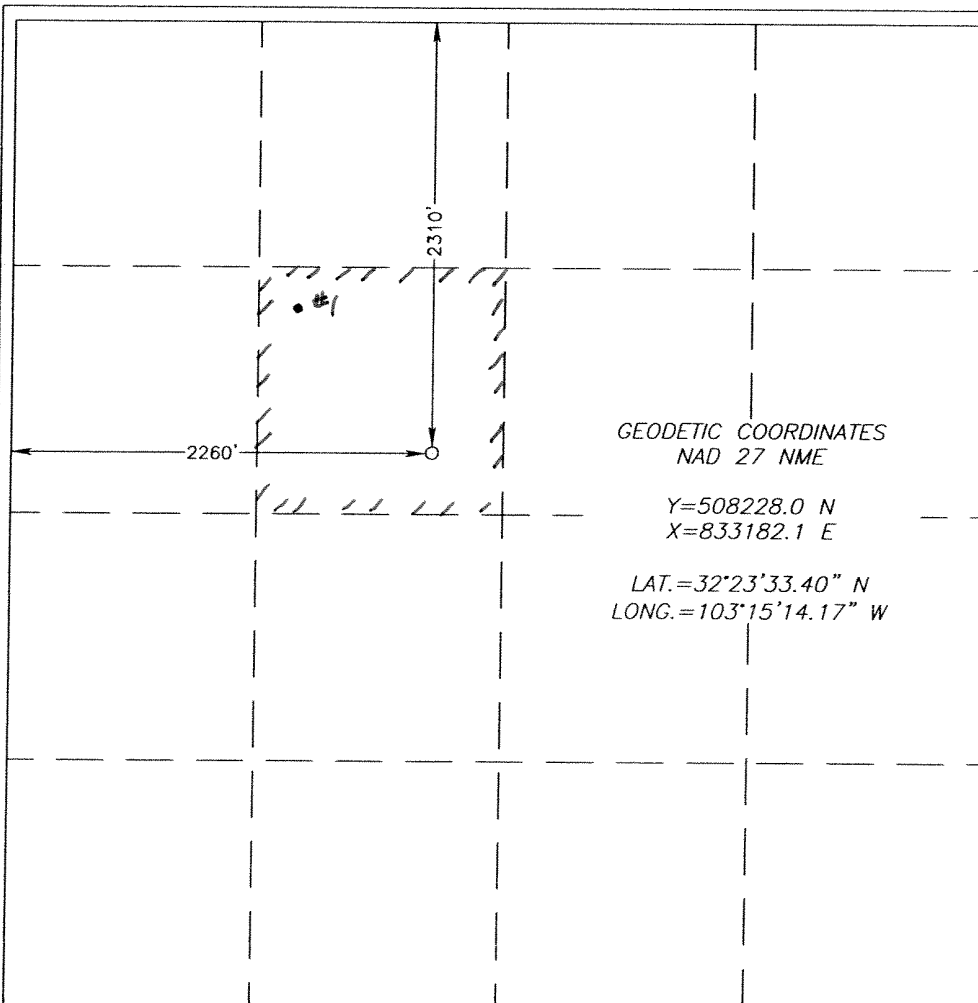 2310'
#1
2260'
GEODETIC COORDINATES
NAD 27 NME
Y=508228.0 N
X=833182.1 E
LAT.=32°23'33.40" N
LONG.=103°15'14.17" W